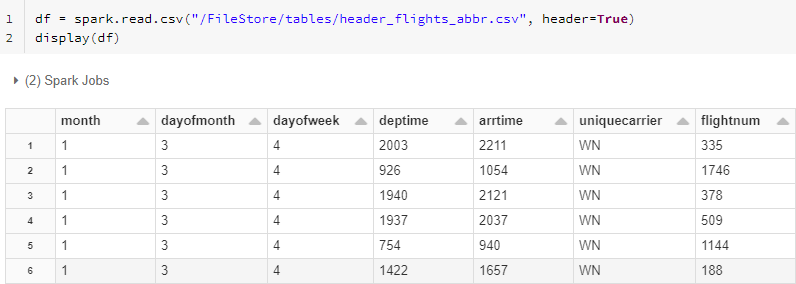 1 df = spark.read.csv("/FileStore/tables/header_flights_abbr.csv", header=True)
2 display(df)
(2) Spark Jobs
month dayofmonth dayofweek deptime arrtime uniquecarrier flightnum
1 1 3 4 2003 2211 WN 335
2 1 3 4 926 1054 WN 1746
3 1 3 4 1940 2121 WN 378
4 1 3 4 1937 2037 WN 509
5 1 3 4 754 940 WN 1144
6 1 3 4 1422 1657 WN 188